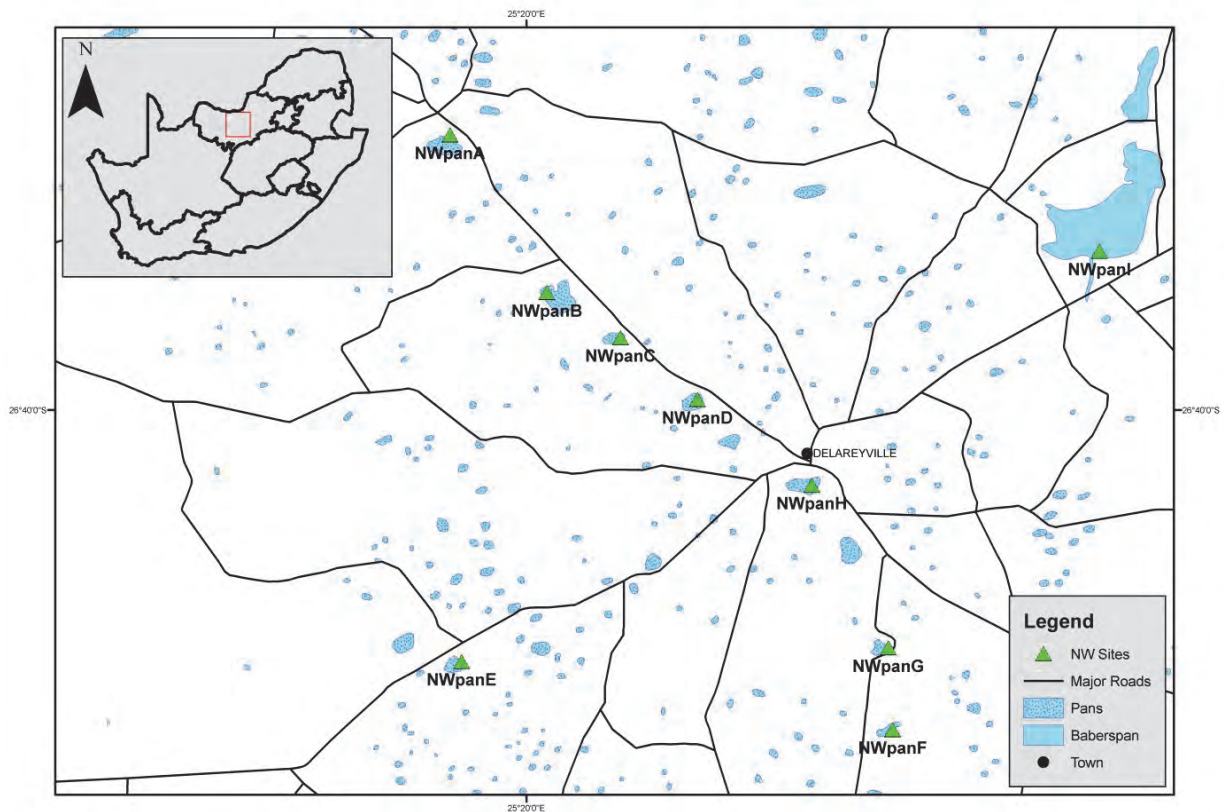 25°20'0"E
N
NWpanA
NWpanI
NWpanB
NWpanC
26°40'0"S
26°40'0"S
NWpanD
DELAREYVILLE
NWpanH
Legend
NW Sites
Major Roads
Pans
Baberspan
Town
NWpanG
NWpanE
NWpanF
25°20'0"E